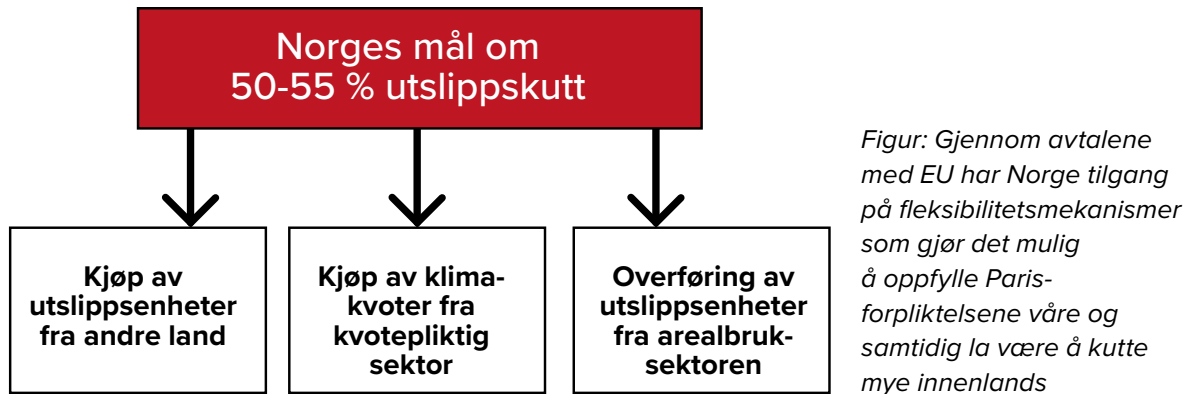 Norges mål om
50-55 % utslippskutt
Kjøp av
utslippsenheter
fra andre land
Kjøp av klima-
kvoter fra
kvotepliktig
sektor
Overføring av
utslippsenheter
fra arealbruk-
sektoren
Figur: Gjennom avtalene
med EU har Norge tilgang
på fleksibilitetsmekanismer
som gjør det mulig
å oppfylle Paris-
forpliktelsene våre og
samtidig la være å kutte
mye innenlands